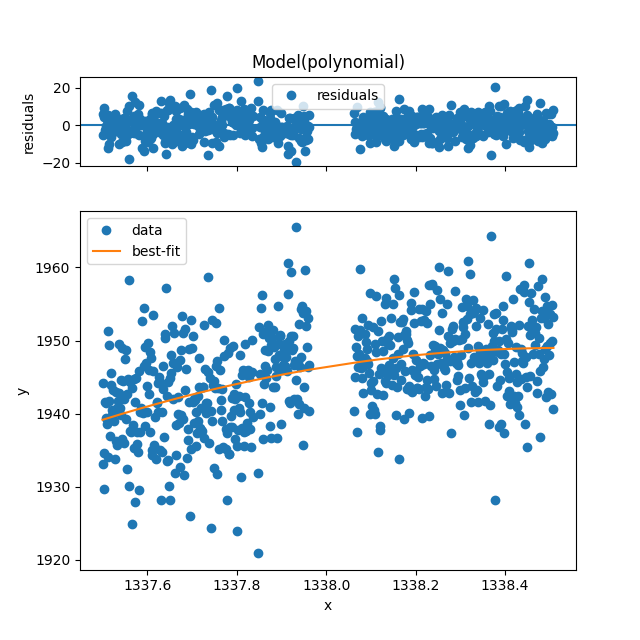 Model(polynomial)
20
0
−20
residuals
residuals
data
best-fit
1960
1950
1940
1930
1920
y
1337.6 1337.8 1338.0 1338.2 1338.4
x